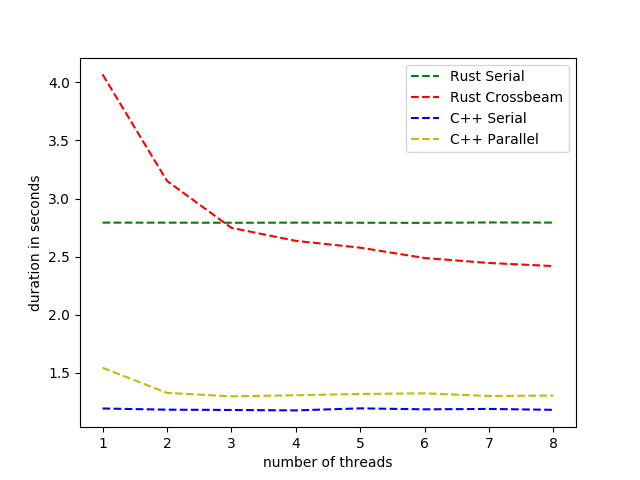 Rust Serial
Rust Crossbeam
C++ Serial
C++ Parallel
4.0
3.5
3.0
2.5
2.0
1.5
duration in seconds
1 2 3 4 5 6 7 8
number of threads